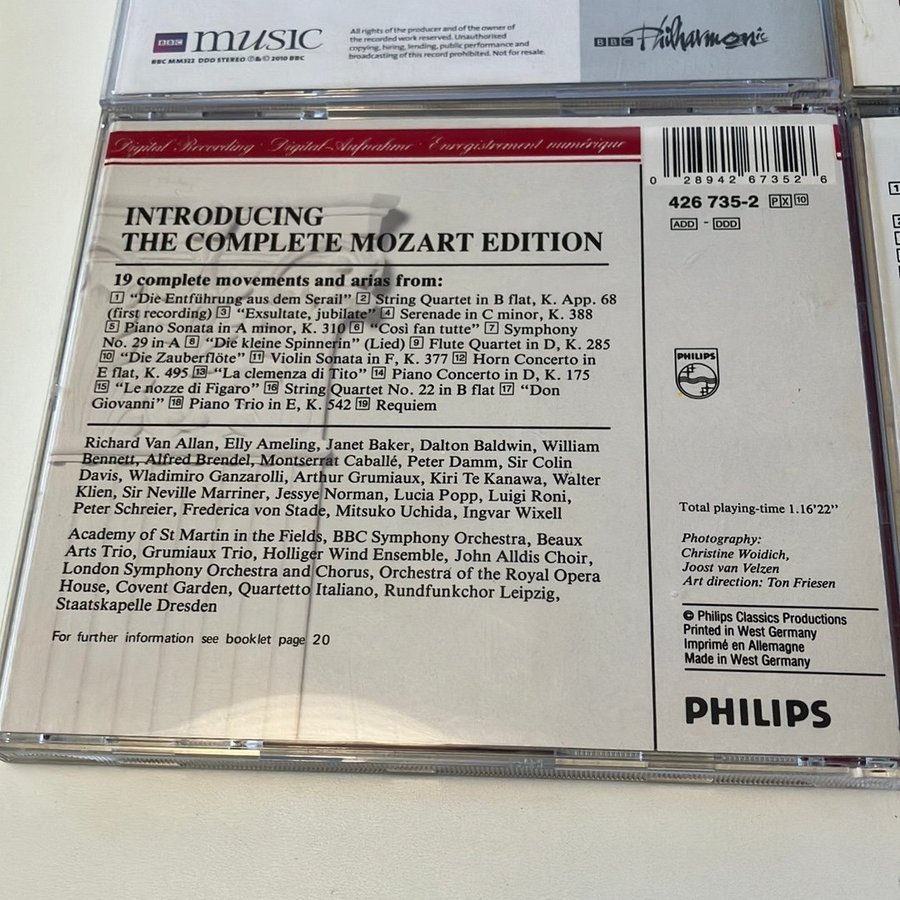 BBC music
BBC MM322 DDD STEREO ℗&© 2010 BBC
All rights of the producer and of the owner of
the recorded work reserved. Unauthorised
copying, hiring, lending, public performance and
broadcasting of this record prohibited. Not for resale.
BBC Philharmonic
Digital Recording · Digital-Aufnahme · Enregistrement numérique
INTRODUCING
THE COMPLETE MOZART EDITION
19 complete movements and arias from:
1 “Die Entführung aus dem Serail” 2 String Quartet in B flat, K. App. 68
(first recording) 3 “Exsultate, jubilate” 4 Serenade in C minor, K. 388
5 Piano Sonata in A minor, K. 310 6 “Così fan tutte” 7 Symphony
No. 29 in A 8 “Die kleine Spinnerin” (Lied) 9 Flute Quartet in D, K. 285
10 “Die Zauberflöte” 11 Violin Sonata in F, K. 377 12 Horn Concerto in
E flat, K. 495 13 “La clemenza di Tito” 14 Piano Concerto in D, K. 175
15 “Le nozze di Figaro” 16 String Quartet No. 22 in B flat 17 “Don
Giovanni” 18 Piano Trio in E, K. 542 19 Requiem
Richard Van Allan, Elly Ameling, Janet Baker, Dalton Baldwin, William
Bennett, Alfred Brendel, Montserrat Caballé, Peter Damm, Sir Colin
Davis, Wladimiro Ganzarolli, Arthur Grumiaux, Kiri Te Kanawa, Walter
Klien, Sir Neville Marriner, Jessye Norman, Lucia Popp, Luigi Roni,
Peter Schreier, Frederica von Stade, Mitsuko Uchida, Ingvar Wixell
Academy of St Martin in the Fields, BBC Symphony Orchestra, Beaux
Arts Trio, Grumiaux Trio, Holliger Wind Ensemble, John Alldis Choir,
London Symphony Orchestra and Chorus, Orchestra of the Royal Opera
House, Covent Garden, Quartetto Italiano, Rundfunkchor Leipzig,
Staatskapelle Dresden
For further information see booklet page 20
0 28942 67352 6
426 735-2 PX 10
ADD - DDD
PHILIPS
Total playing-time 1.16’22”
Photography:
Christine Woidich,
Joost van Velzen
Art direction: Ton Friesen
© Philips Classics Productions
Printed in West Germany
Imprimé en Allemagne
Made in West Germany
PHILIPS
1